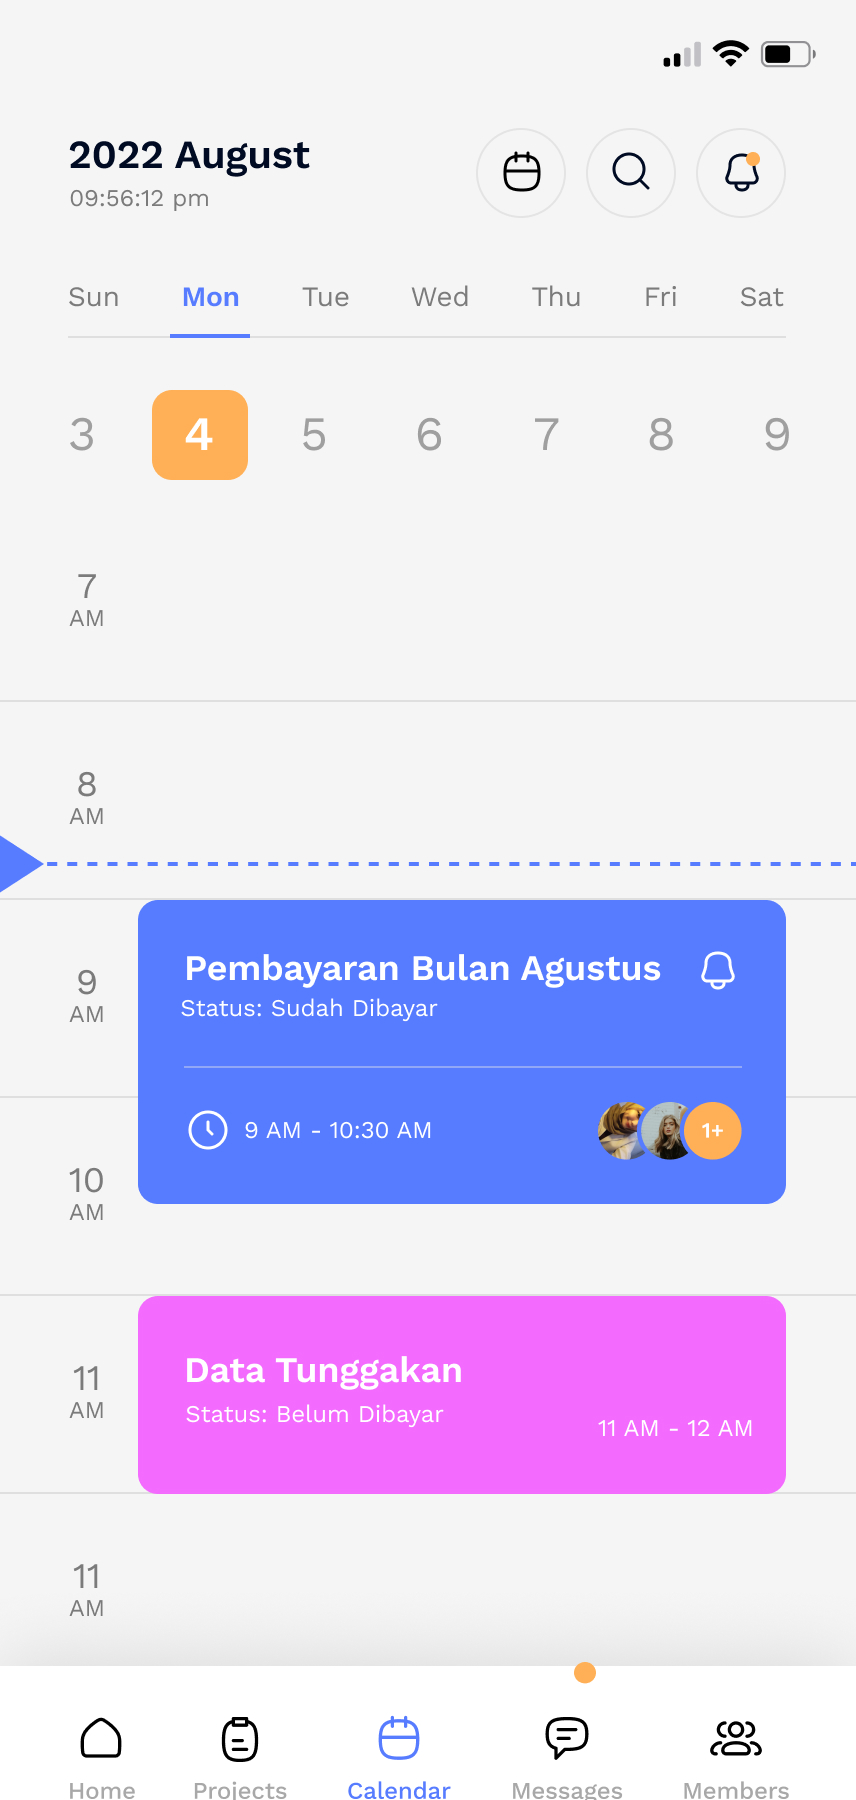 2022 August
09:56:12 pm
Sun Mon Tue Wed Thu Fri Sat
3 4 5 6 7 8 9
7
AM
8
AM
9
AM
Pembayaran Bulan Agustus
Status: Sudah Dibayar
9 AM - 10:30 AM
1+
10
AM
11
AM
Data Tunggakan
Status: Belum Dibayar
11 AM - 12 AM
11
AM
Home Projects Calendar Messages Members